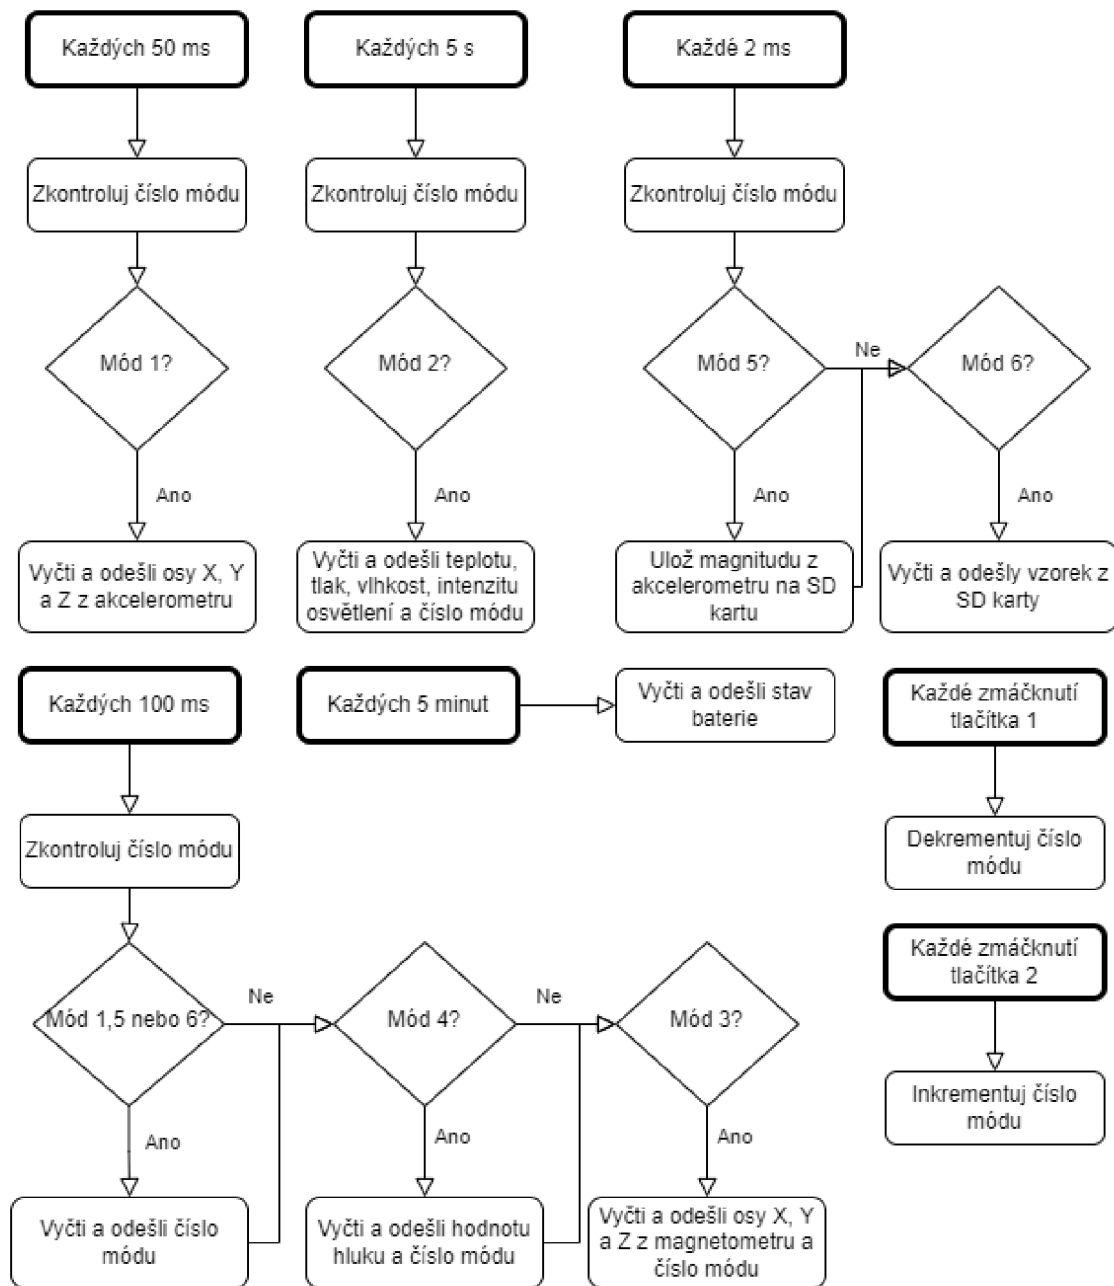 Každých 50 ms
Zkontroluj číslo módu
Mód 1?
Ano
Vyčti a odešli osy X, Y
a Z z akcelerometru
Každých 5 s
Zkontroluj číslo módu
Mód 2?
Ano
Vyčti a odešli teplotu,
tlak, vlhkost, intenzitu
osvětlení a číslo módu
Každé 2 ms
Zkontroluj číslo módu
Mód 5?
Ne
Ano
Ulož magnitudu z
akcelerometru na SD
kartu
Mód 6?
Ano
Vyčti a odešly vzorek z
SD karty
Každých 100 ms
Zkontroluj číslo módu
Mód 1,5 nebo 6?
Ne
Ano
Vyčti a odešli číslo
módu
Mód 4?
Ne
Ano
Vyčti a odešli hodnotu
hluku a číslo módu
Mód 3?
Ano
Vyčti a odešli osy X, Y
a Z z magnetometru a
číslo módu
Každých 5 minut
Vyčti a odešli stav
baterie
Každé zmáčknutí
tlačítka 1
Dekrementuj číslo
módu
Každé zmáčknutí
tlačítka 2
Inkrementuj číslo
módu